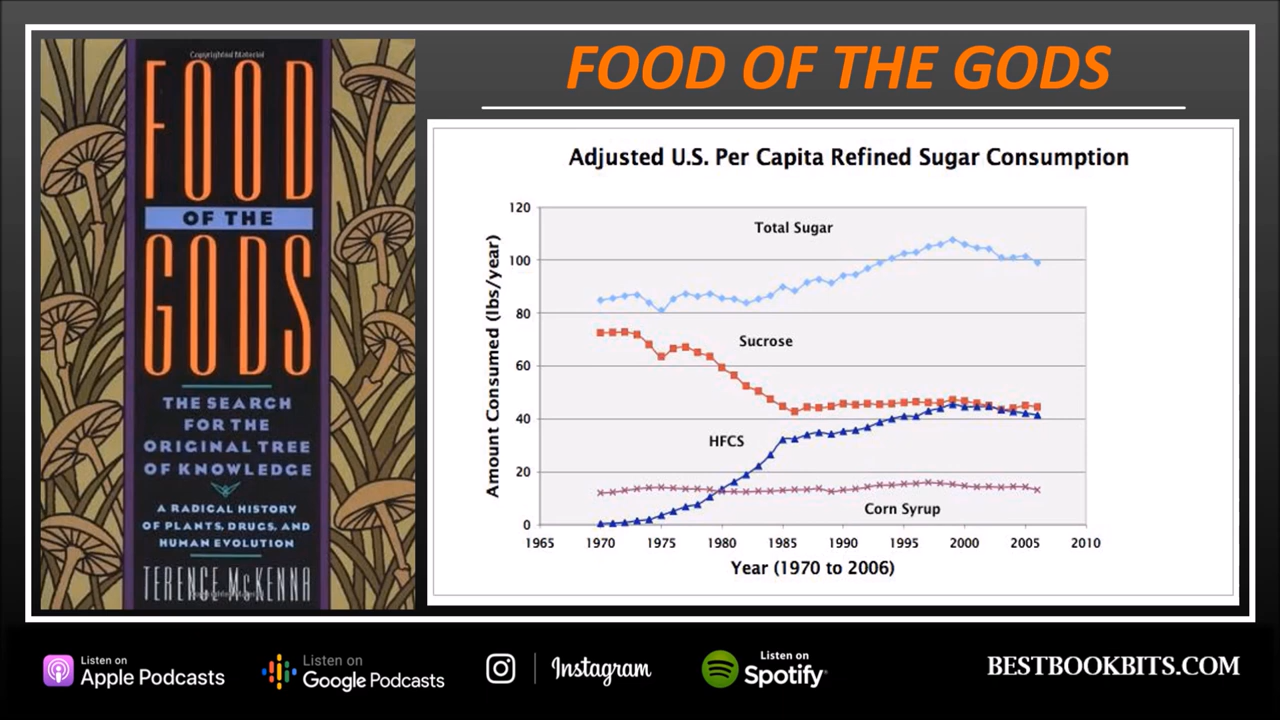 Copyrighted Material
FOOD
OF THE
GODS
THE SEARCH
FOR THE
ORIGINAL TREE
OF KNOWLEDGE
A RADICAL HISTORY
OF PLANTS, DRUGS, AND
HUMAN EVOLUTION
TERENCE McKENNA
FOOD OF THE GODS
Adjusted U.S. Per Capita Refined Sugar Consumption
Amount Consumed (lbs/year)
120
100
80
60
40
20
0
Total Sugar
Sucrose
HFCS
Corn Syrup
1965 1970 1975 1980 1985 1990 1995 2000 2005 2010
Year (1970 to 2006)
Listen on
Apple Podcasts
Listen on
Google Podcasts
Instagram
Listen on
Spotify
BESTBOOKBITS.COM